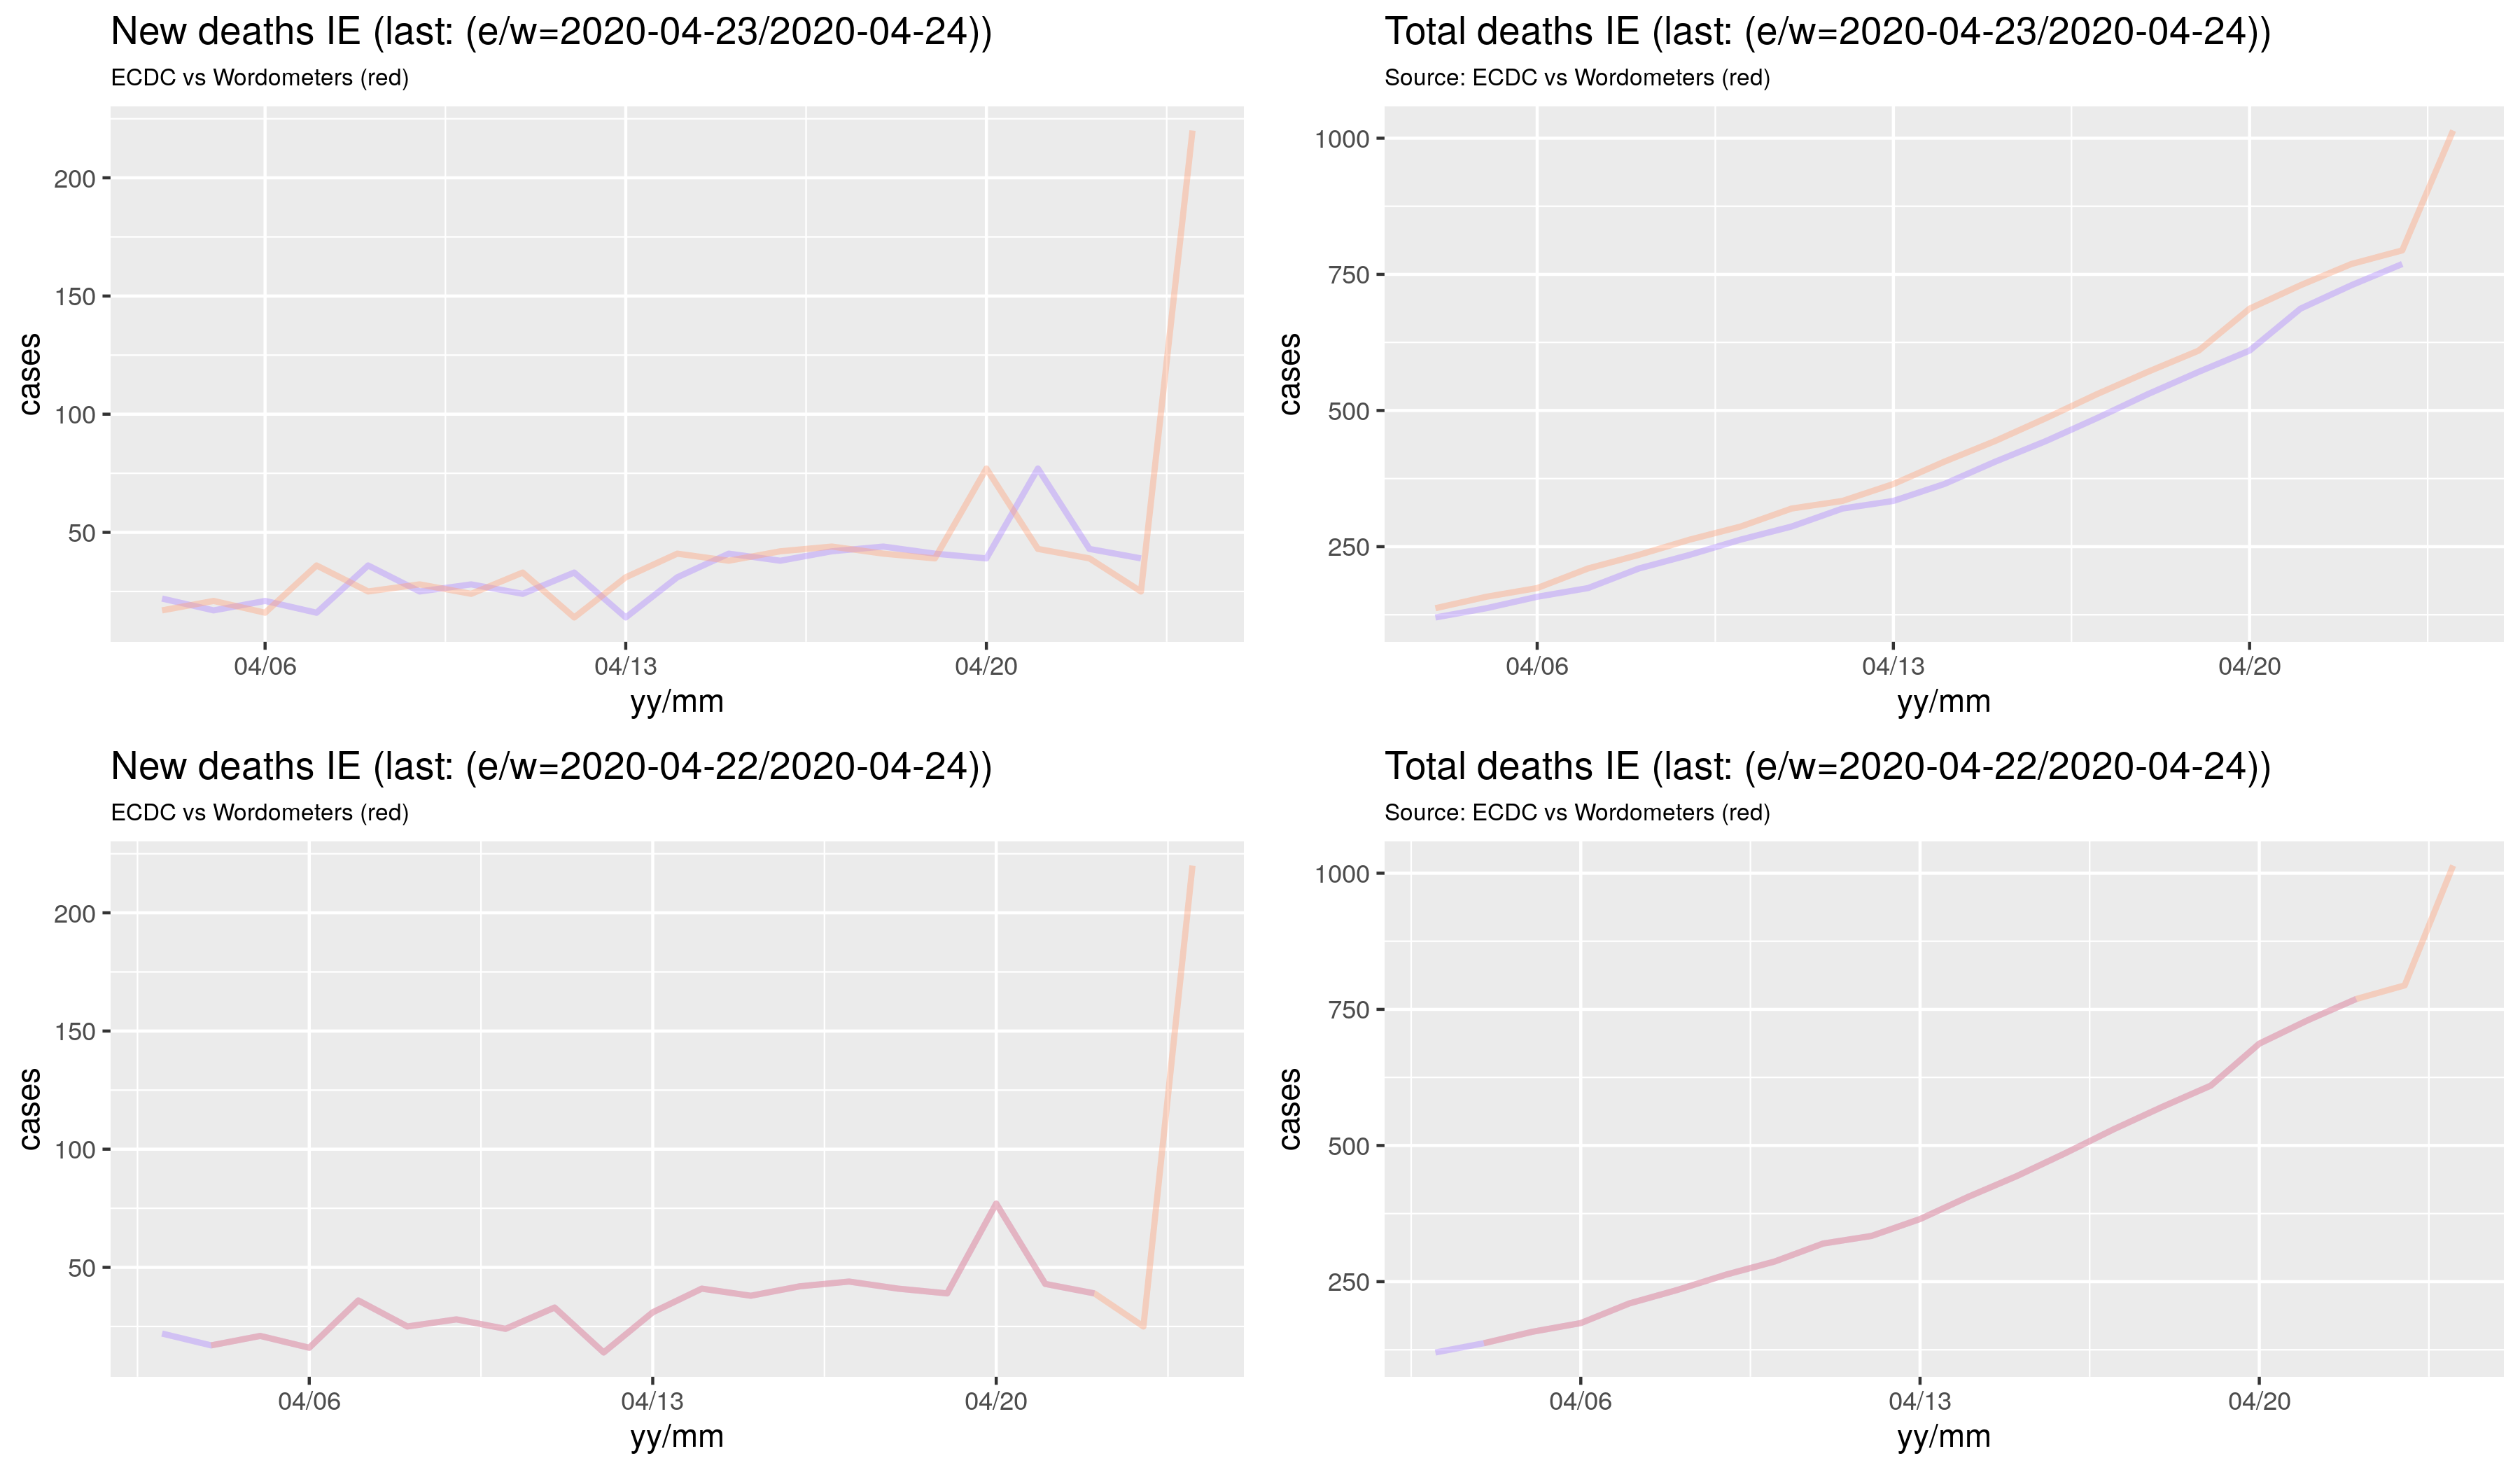 New deaths IE (last: (e/w=2020-04-23/2020-04-24))
ECDC vs Wordometers (red)
200
150
100
50
cases
04/06 04/13 04/20
yy/mm
Total deaths IE (last: (e/w=2020-04-23/2020-04-24))
Source: ECDC vs Wordometers (red)
1000
750
500
250
cases
04/06 04/13 04/20
yy/mm
New deaths IE (last: (e/w=2020-04-22/2020-04-24))
ECDC vs Wordometers (red)
200
150
100
50
cases
04/06 04/13 04/20
yy/mm
Total deaths IE (last: (e/w=2020-04-22/2020-04-24))
Source: ECDC vs Wordometers (red)
1000
750
500
250
cases
04/06 04/13 04/20
yy/mm